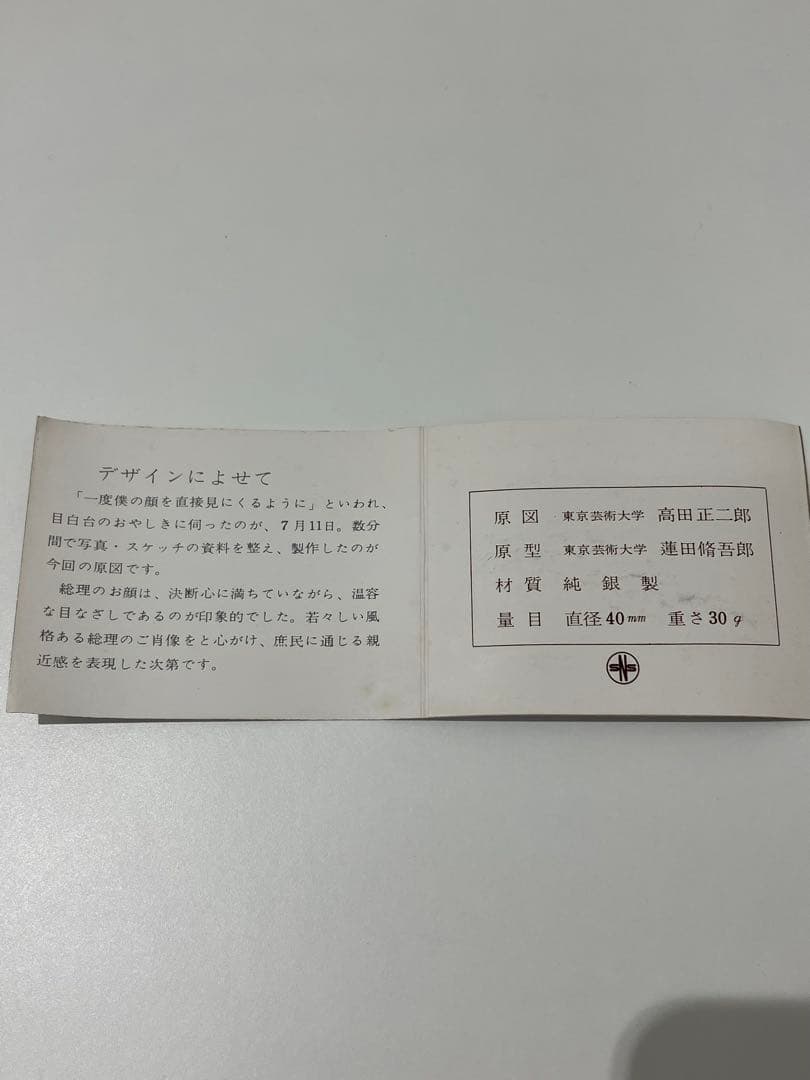 デザインによせて
「一度僕の顔を直接見にくるように」といわれ、
目白台のおやしきに伺ったのが、7月11日。数分
間で写真・スケッチの資料を整え、製作したのが
今回の原図です。
総理のお顔は、決断心に満ちていながら、温容
な目なざしであるのが印象的でした。若々しい風
格ある総理のご肖像をと心がけ、庶民に通じる親
近感を表現した次第です。
原図 東京芸術大学 高田正二郎
原型 東京芸術大学 蓮田脩吾郎
材質 純銀製
量目 直径40mm 重さ30g
SNS